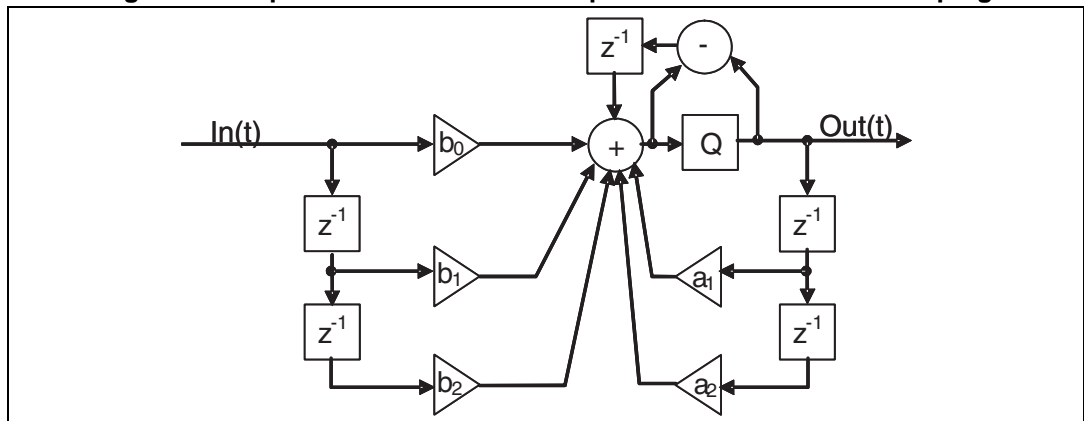 z⁻¹
-
In(t)
b₀
+
Q
Out(t)
z⁻¹
z⁻¹
b₁
a₁
z⁻¹
z⁻¹
b₂
a₂